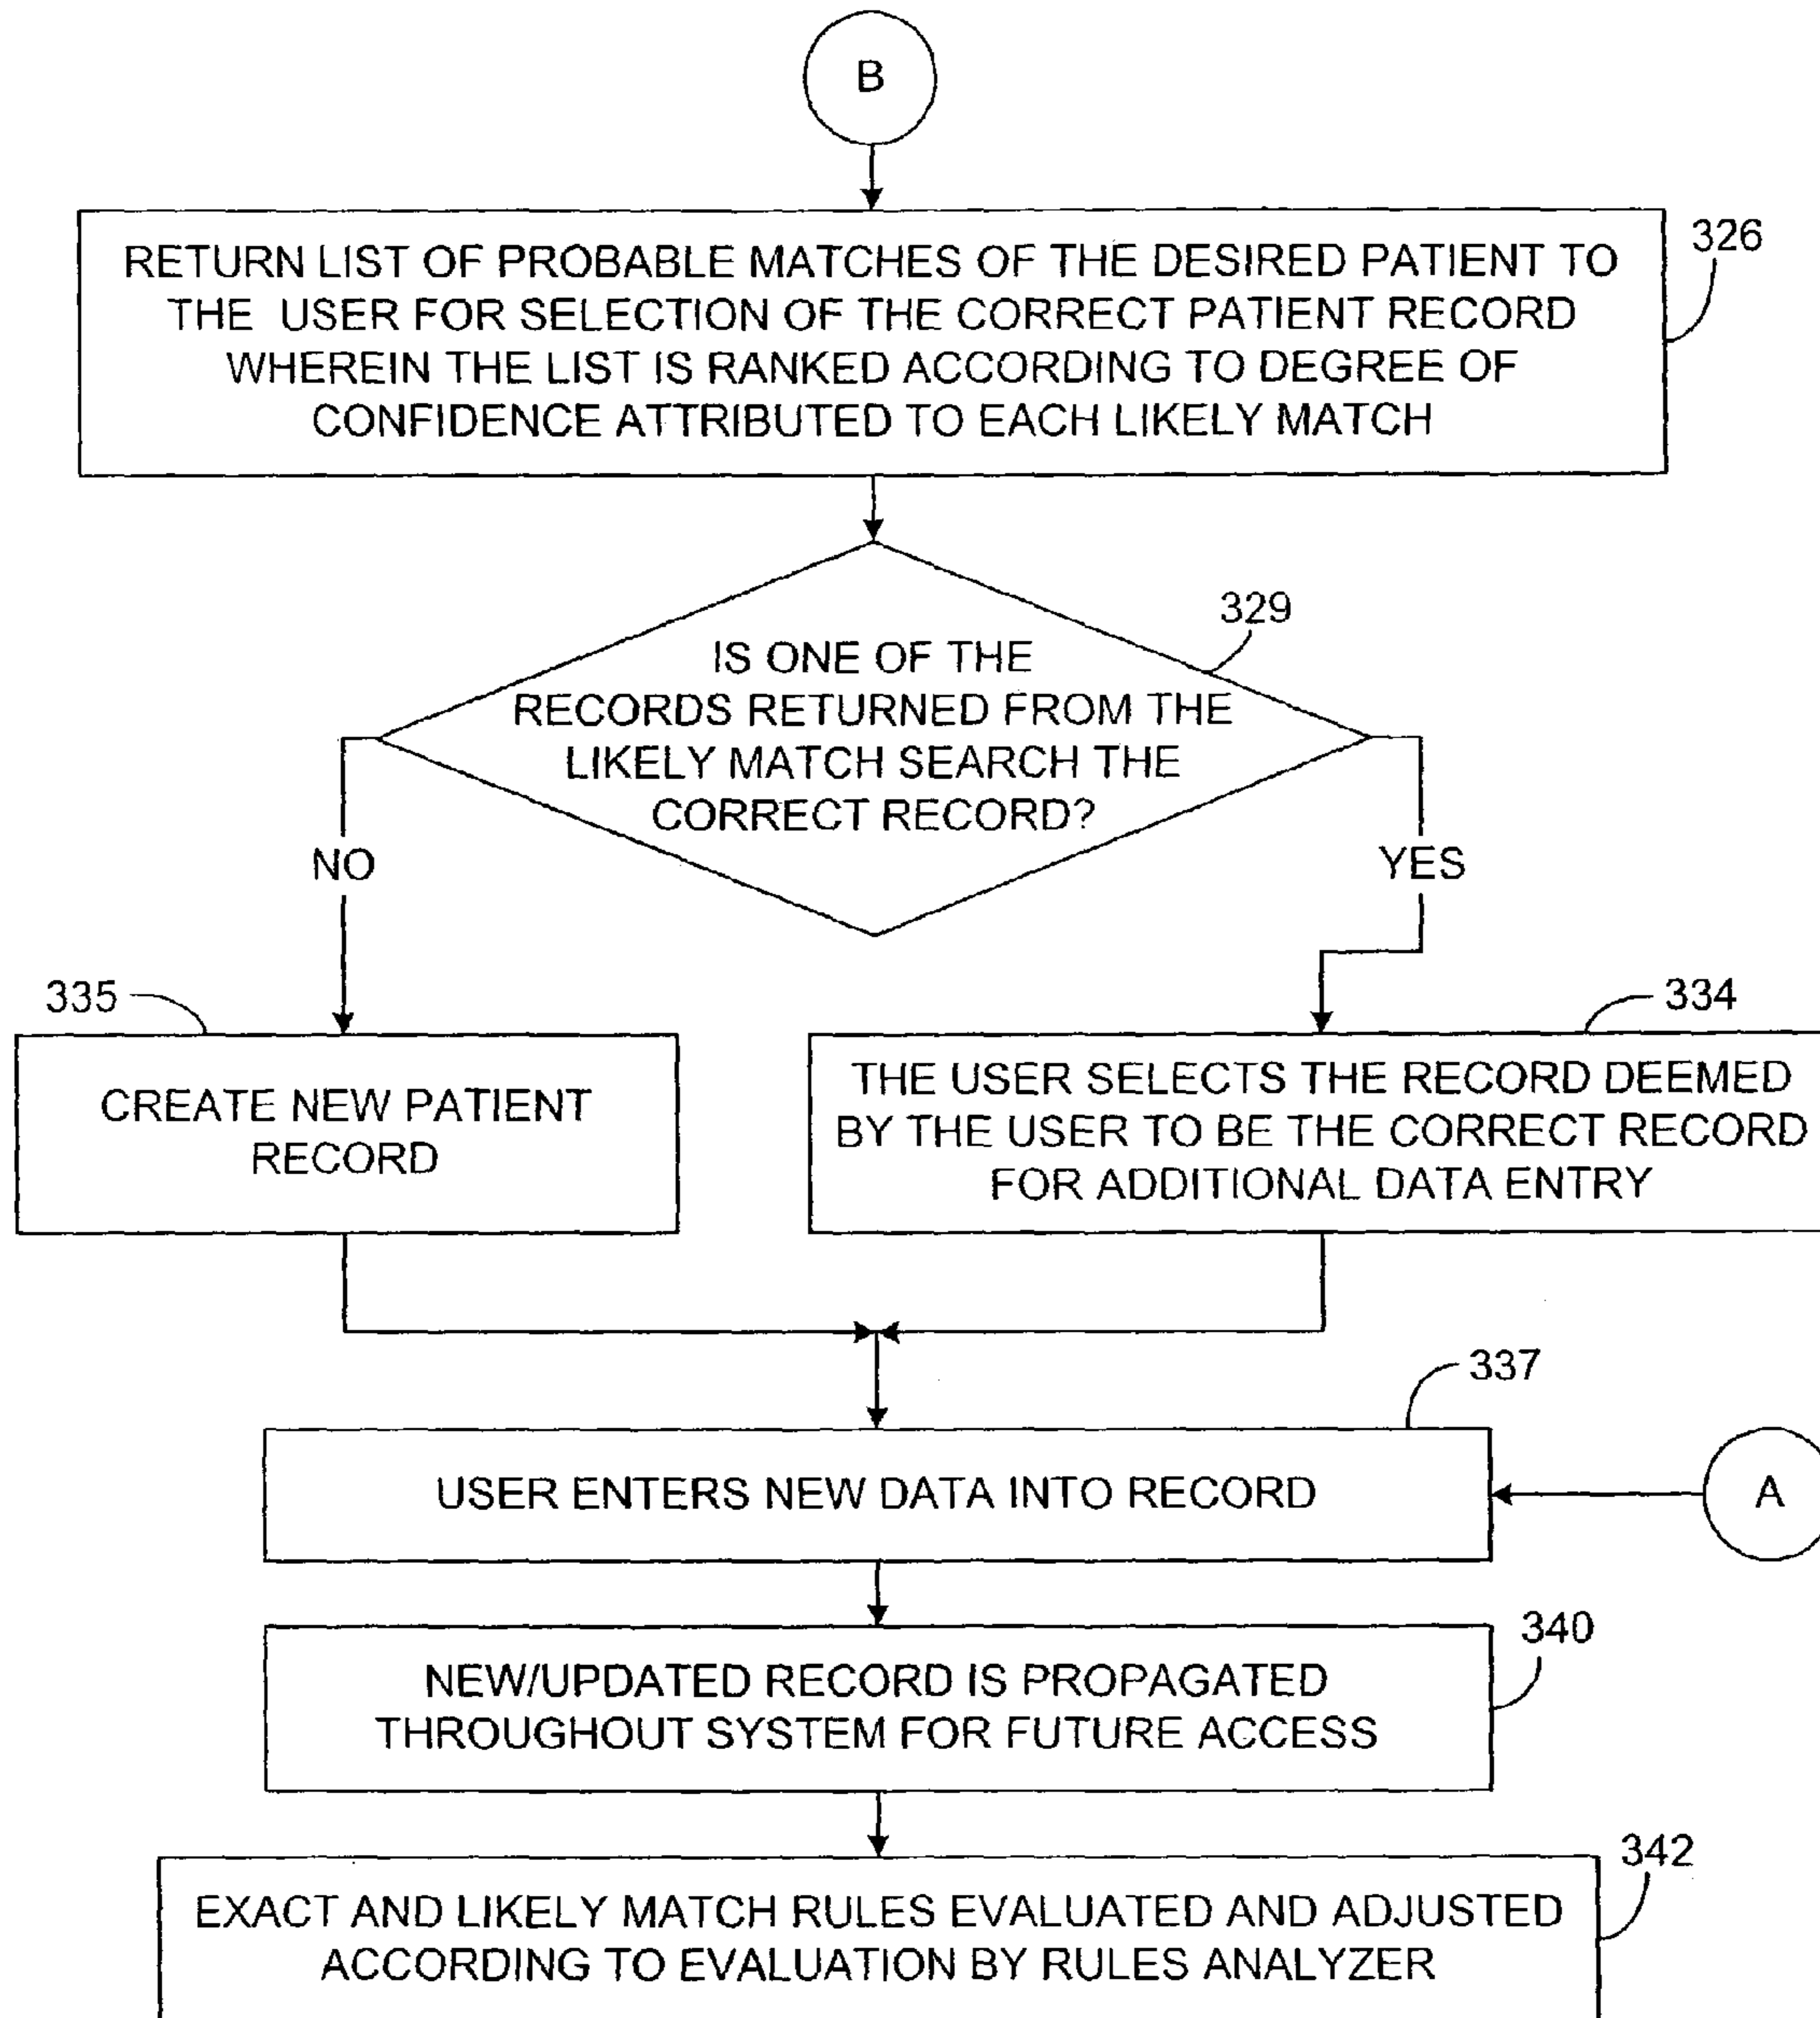 B
RETURN LIST OF PROBABLE MATCHES OF THE DESIRED PATIENT TO
THE USER FOR SELECTION OF THE CORRECT PATIENT RECORD
WHEREIN THE LIST IS RANKED ACCORDING TO DEGREE OF
CONFIDENCE ATTRIBUTED TO EACH LIKELY MATCH
326
329
IS ONE OF THE
RECORDS RETURNED FROM THE
LIKELY MATCH SEARCH THE
CORRECT RECORD?
NO
YES
335
CREATE NEW PATIENT
RECORD
334
THE USER SELECTS THE RECORD DEEMED
BY THE USER TO BE THE CORRECT RECORD
FOR ADDITIONAL DATA ENTRY
337
USER ENTERS NEW DATA INTO RECORD
A
340
NEW/UPDATED RECORD IS PROPAGATED
THROUGHOUT SYSTEM FOR FUTURE ACCESS
342
EXACT AND LIKELY MATCH RULES EVALUATED AND ADJUSTED
ACCORDING TO EVALUATION BY RULES ANALYZER